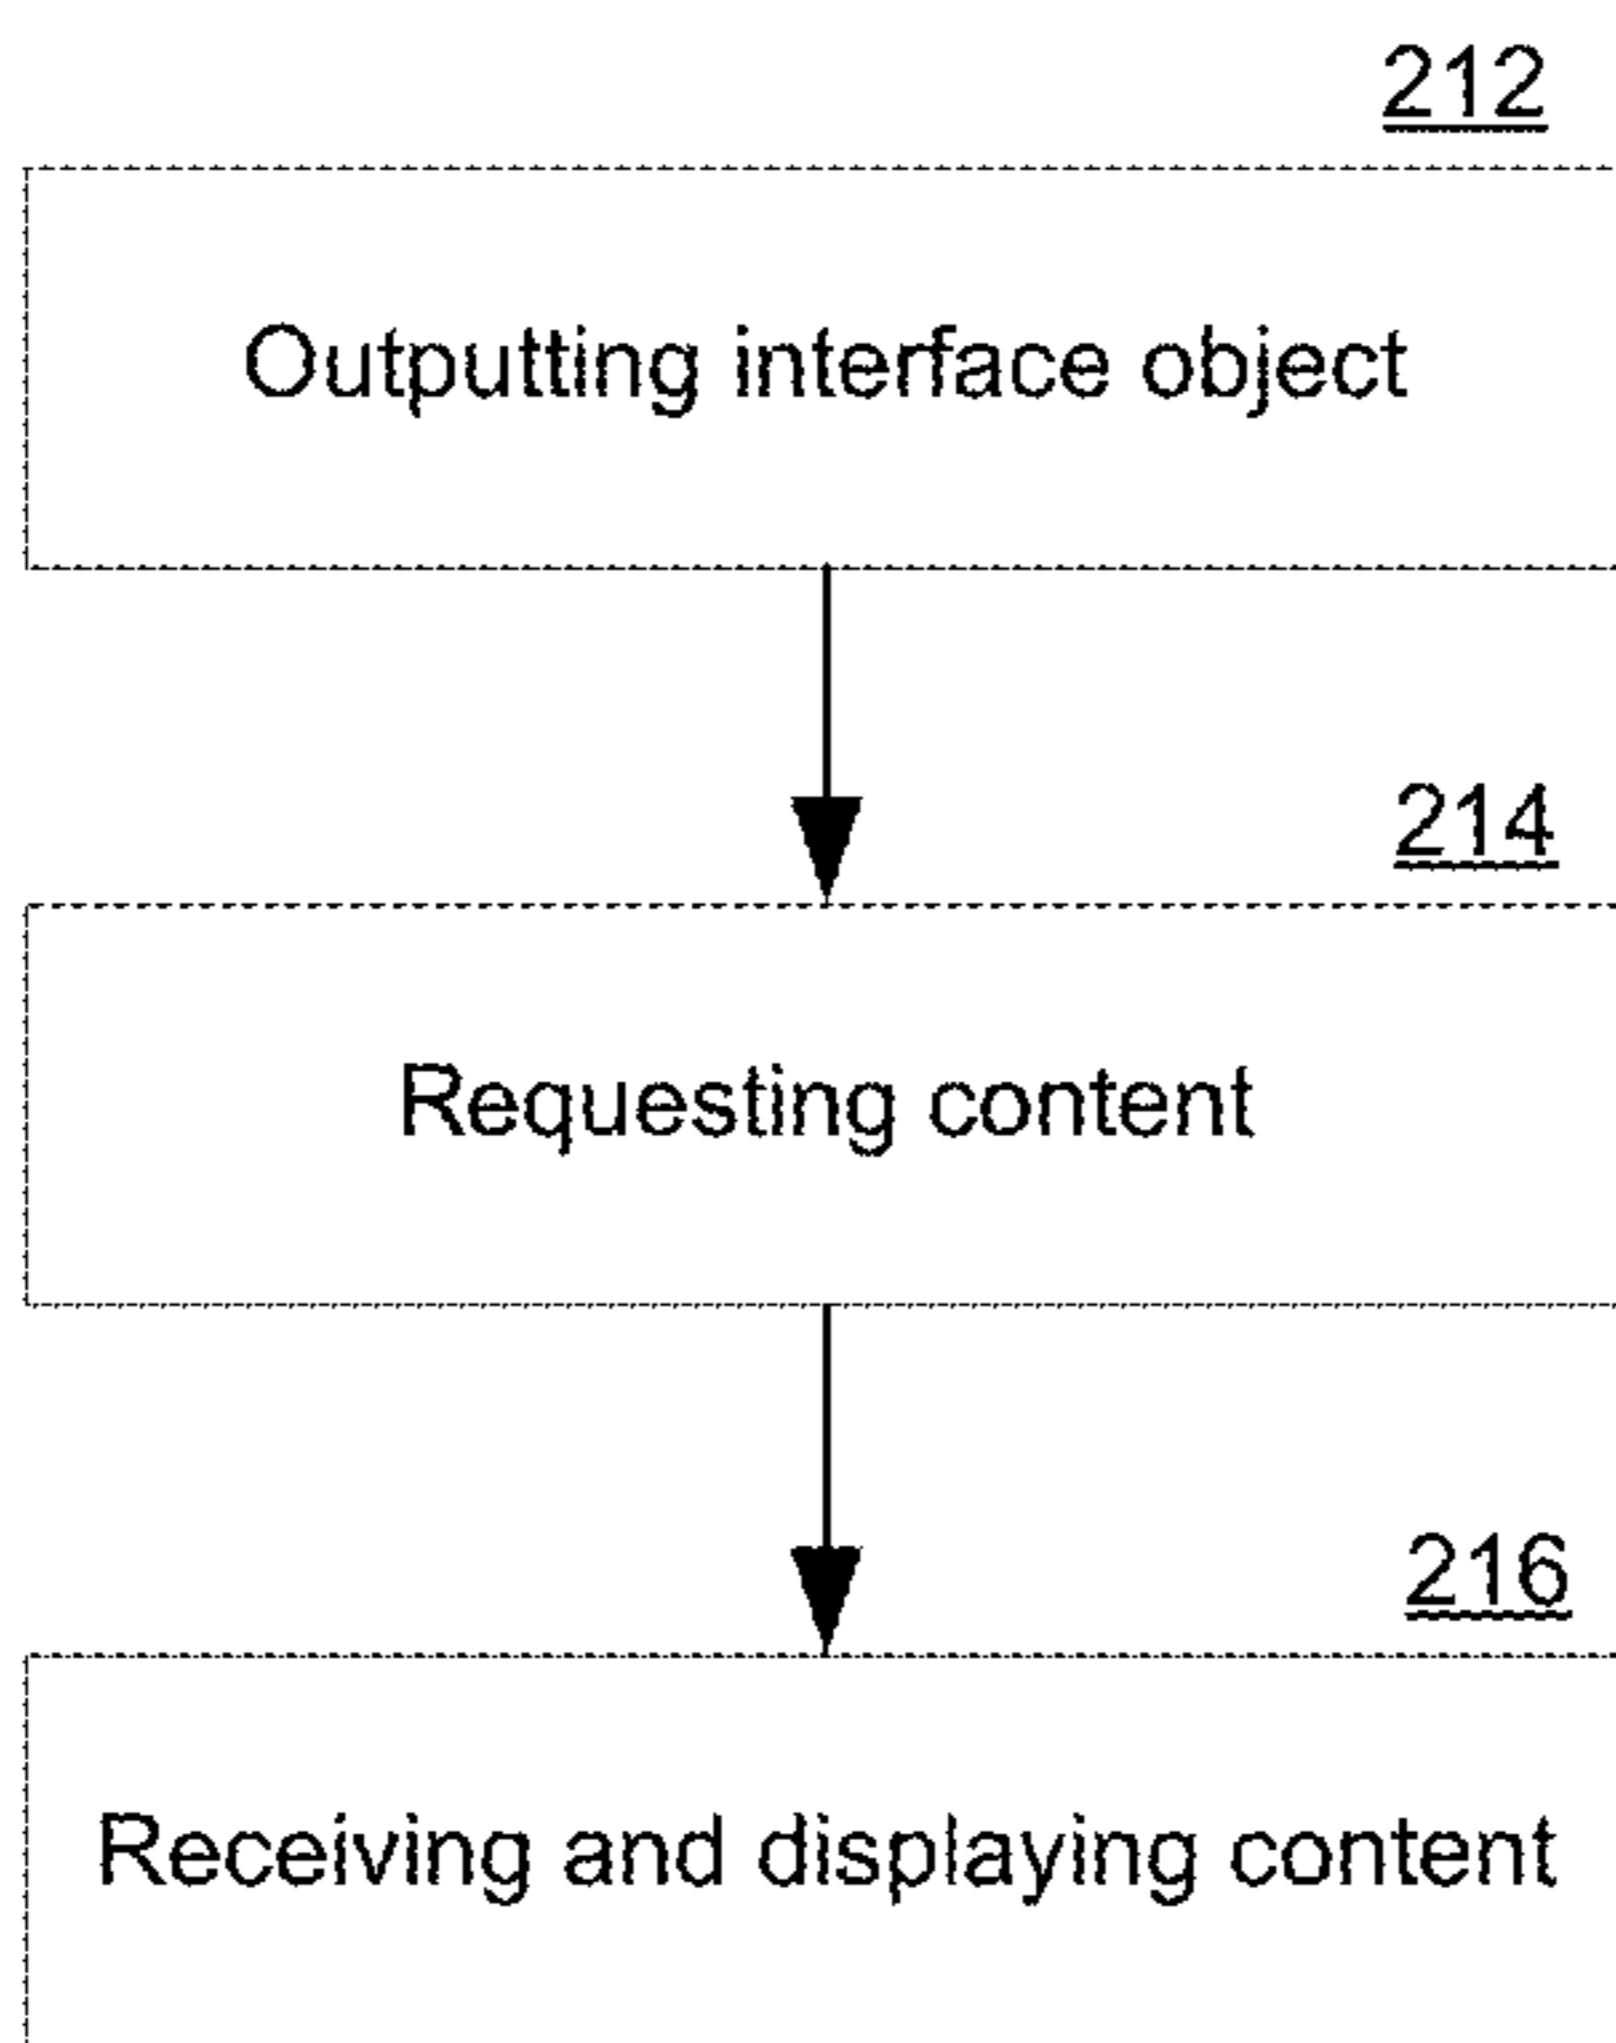 212
Outputting interface object
214
Requesting content
216
Receiving and displaying content